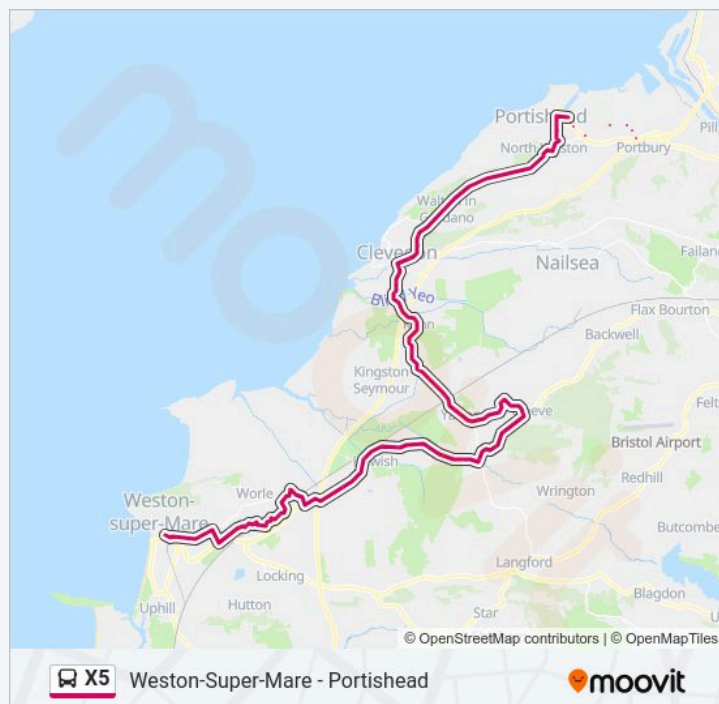 Portishead
Pill
North Weston
Portbury
Walton in
Gordano
Clevedon
Failand
Nailsea
Blind Yeo
Flax Bourton
Backwell
Kingston
Seymour
Bristol Airport
Redhill
Wrington
Worle
Weston-
super-Mare
Butcombe
Langford
Locking
Blagdon
Uphill
Hutton
Star
© OpenStreetMap contributors | © OpenMapTiles
X5 Weston-Super-Mare - Portishead
moovit